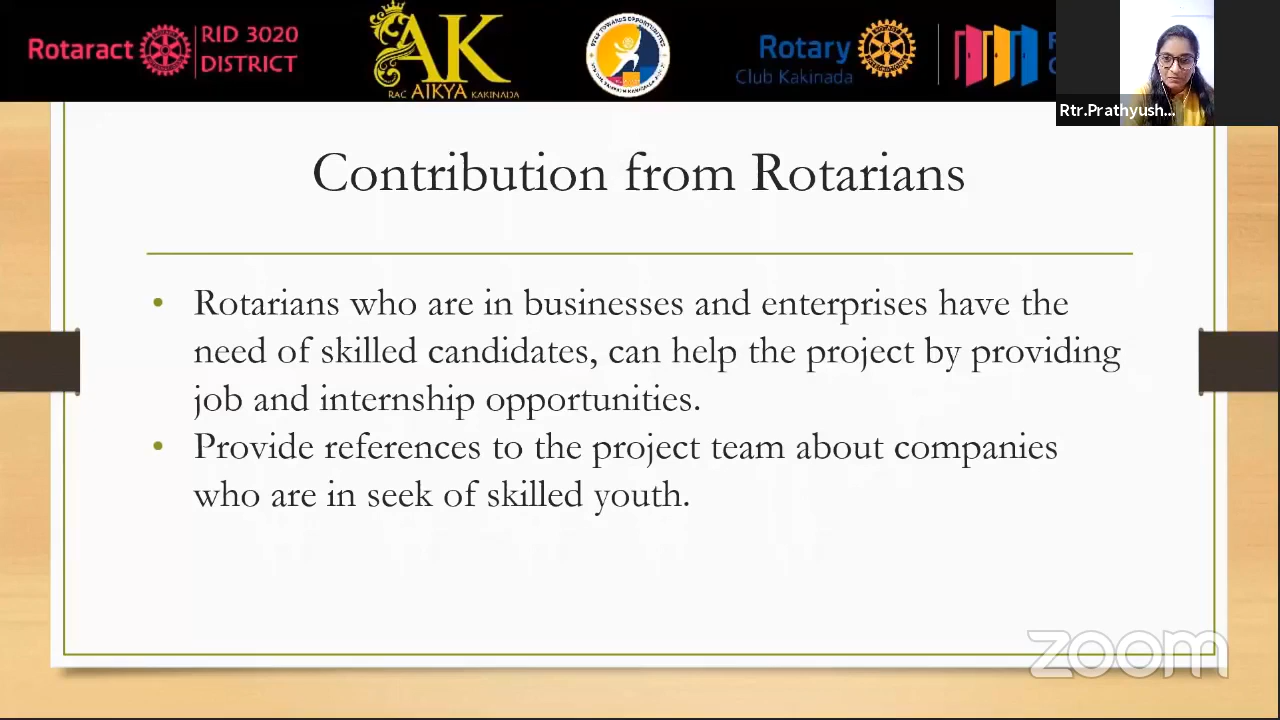 Rotaract
RID 3020
DISTRICT
AK
RAC AIKYA KAKINADA
Rotary
Club Kakinada
Rtr.Prathyush...
Contribution from Rotarians
• Rotarians who are in businesses and enterprises have the
need of skilled candidates, can help the project by providing
job and internship opportunities.
• Provide references to the project team about companies
who are in seek of skilled youth.
zoom